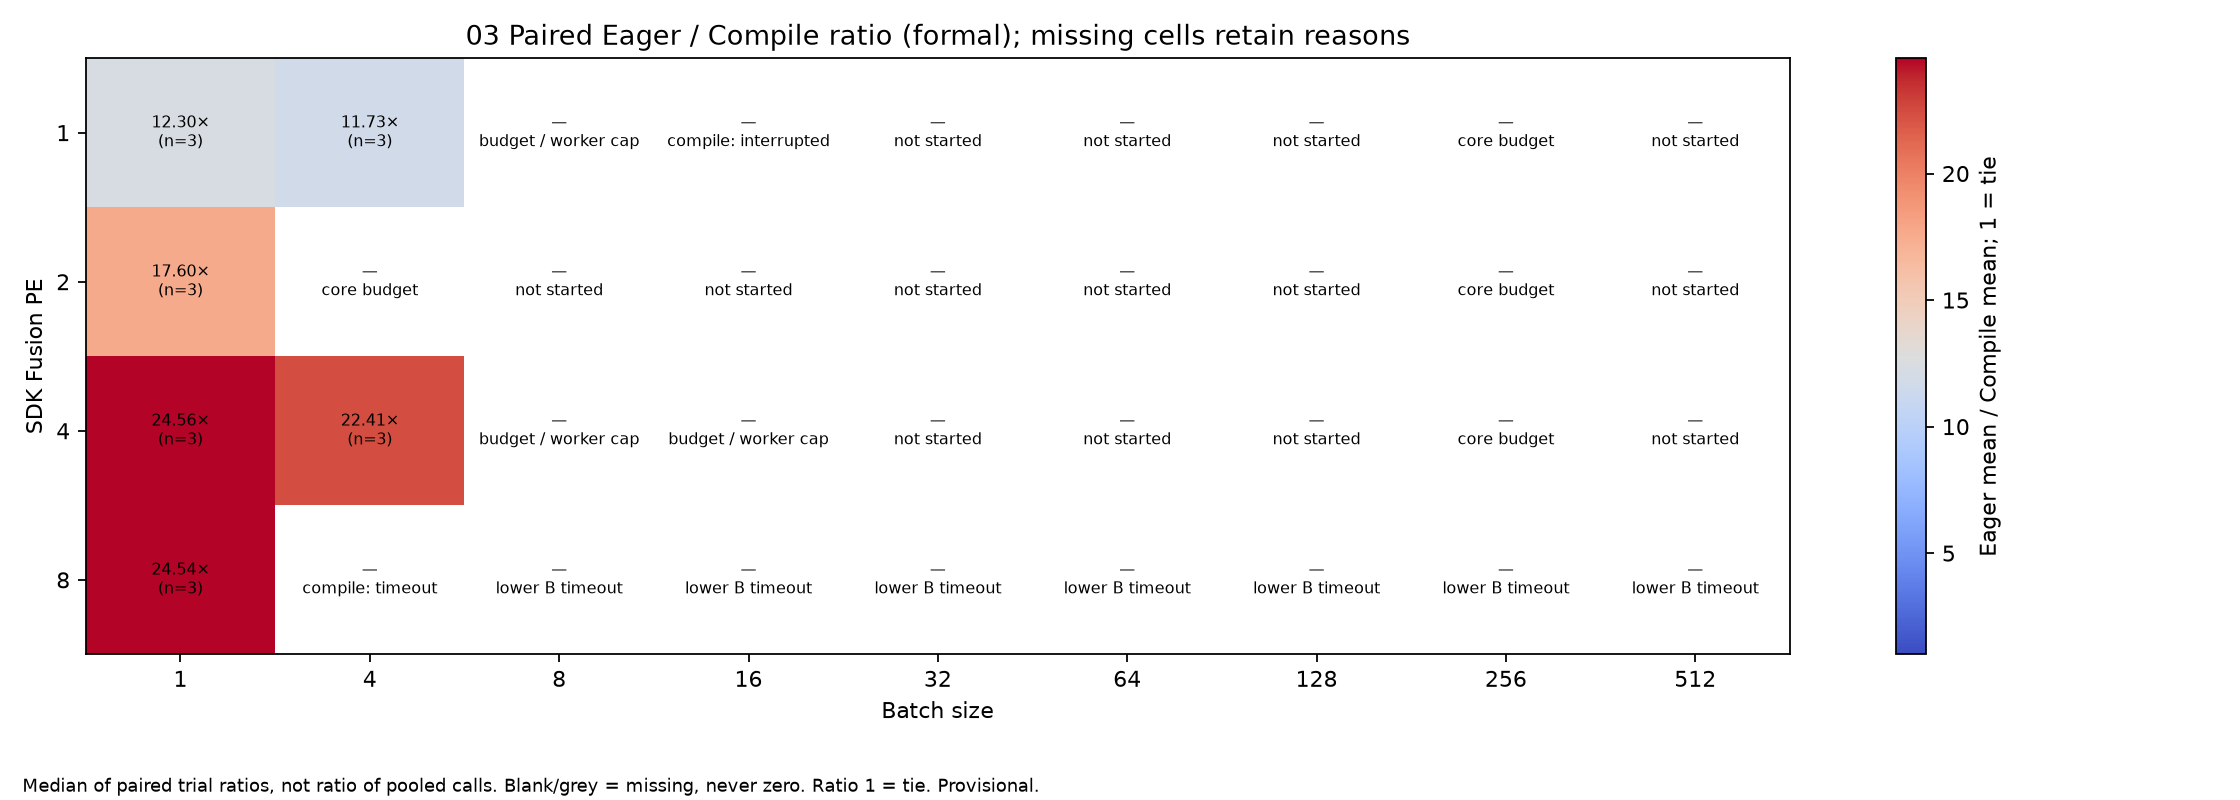 03 Paired Eager / Compile ratio (formal); missing cells retain reasons
SDK Fusion PE
1
12.30×
(n=3)
11.73×
(n=3)
—
budget / worker cap
—
compile: interrupted
—
not started
—
not started
—
not started
—
core budget
—
not started
2
17.60×
(n=3)
—
core budget
—
not started
—
not started
—
not started
—
not started
—
not started
—
core budget
—
not started
4
24.56×
(n=3)
22.41×
(n=3)
—
budget / worker cap
—
budget / worker cap
—
not started
—
not started
—
not started
—
core budget
—
not started
8
24.54×
(n=3)
—
compile: timeout
—
lower B timeout
—
lower B timeout
—
lower B timeout
—
lower B timeout
—
lower B timeout
—
lower B timeout
—
lower B timeout
1 4 8 16 32 64 128 256 512
Batch size
20
15
10
5
Eager mean / Compile mean; 1 = tie
Median of paired trial ratios, not ratio of pooled calls. Blank/grey = missing, never zero. Ratio 1 = tie. Provisional.